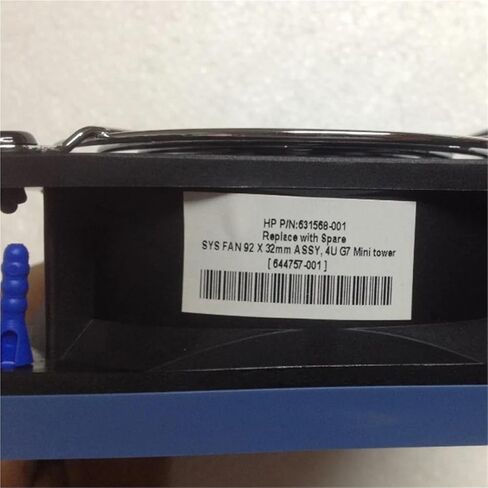 HP P/N:631568-001
Replace with Spare
SYS FAN 92 X 32mm ASSY, 4U G7 Mini tower
[ 644757-001 ]